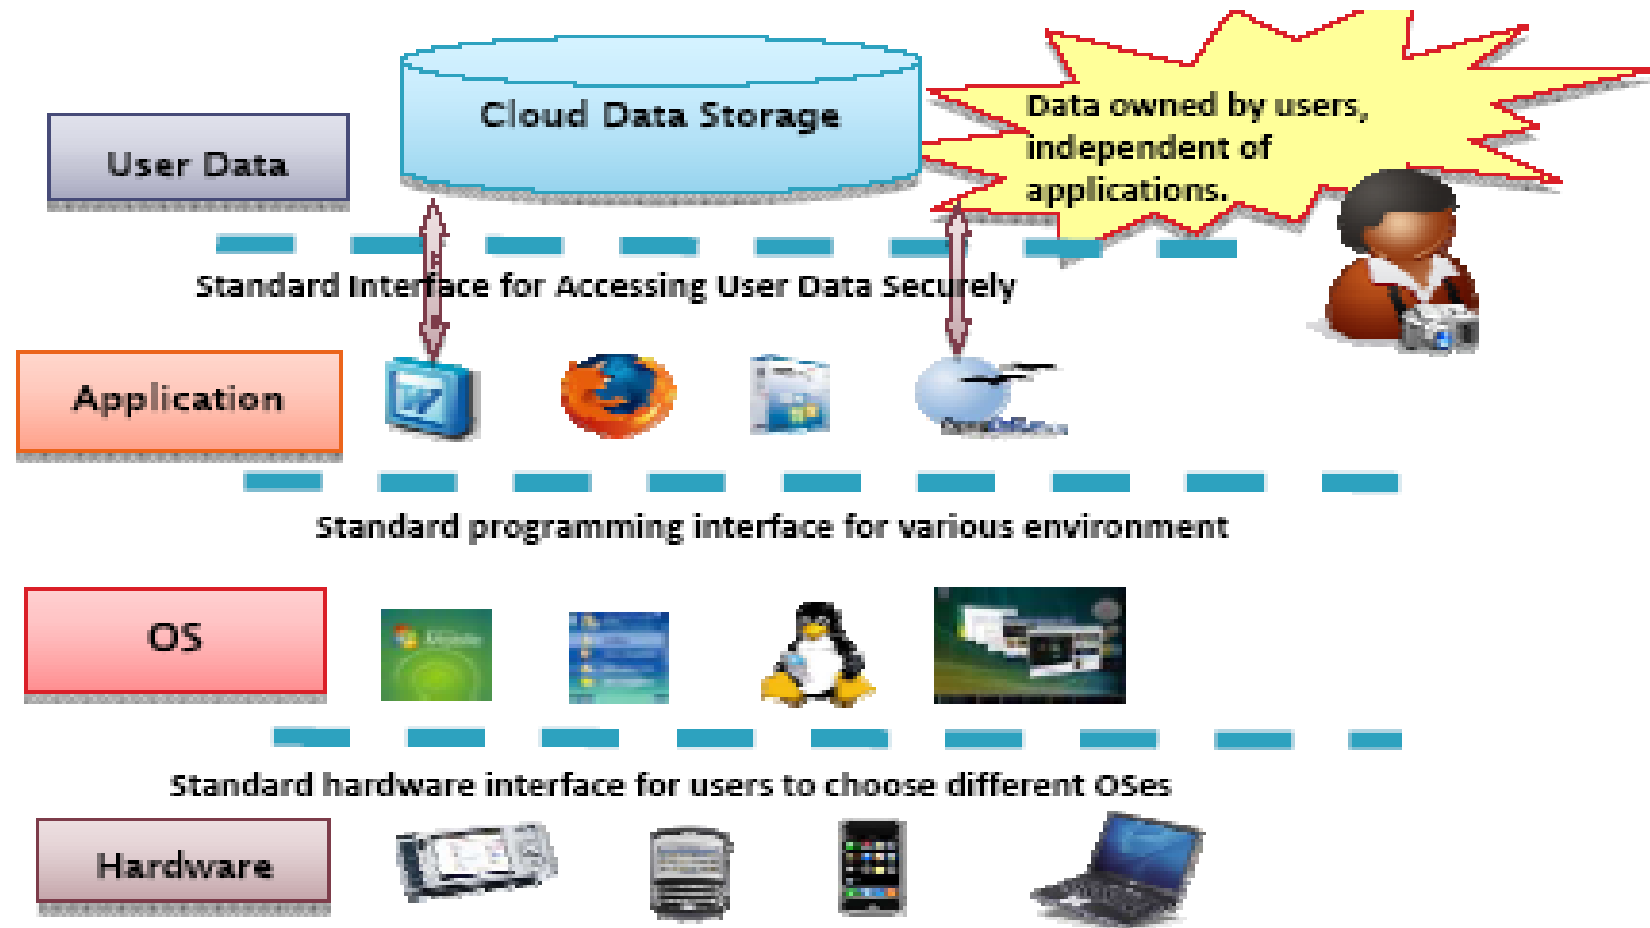 Cloud Data Storage
Data owned by users,
independent of
applications.
User Data
Standard Interface for Accessing User Data Securely
Application
W
Standard programming interface for various environment
OS
Standard hardware interface for users to choose different OSes
Hardware